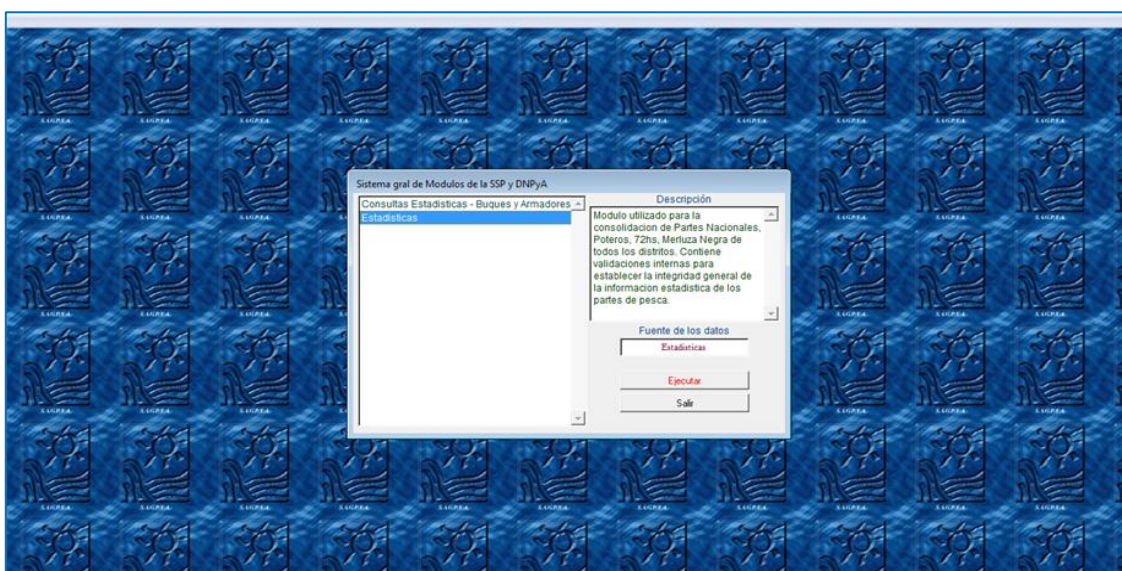 Sistema gral de Modulos de la SSP y DNPyA
Consultas Estadisticas - Buques y Armadores
Estadisticas
Descripción
Modulo utilizado para la
consolidacion de Partes Nacionales,
Poteros, 72hs, Merluza Negra de
todos los distritos. Contiene
validaciones internas para
establecer la integridad general de
la informacion estadistica de los
partes de pesca.
Fuente de los datos
Estadisticas
Ejecutar
Salir